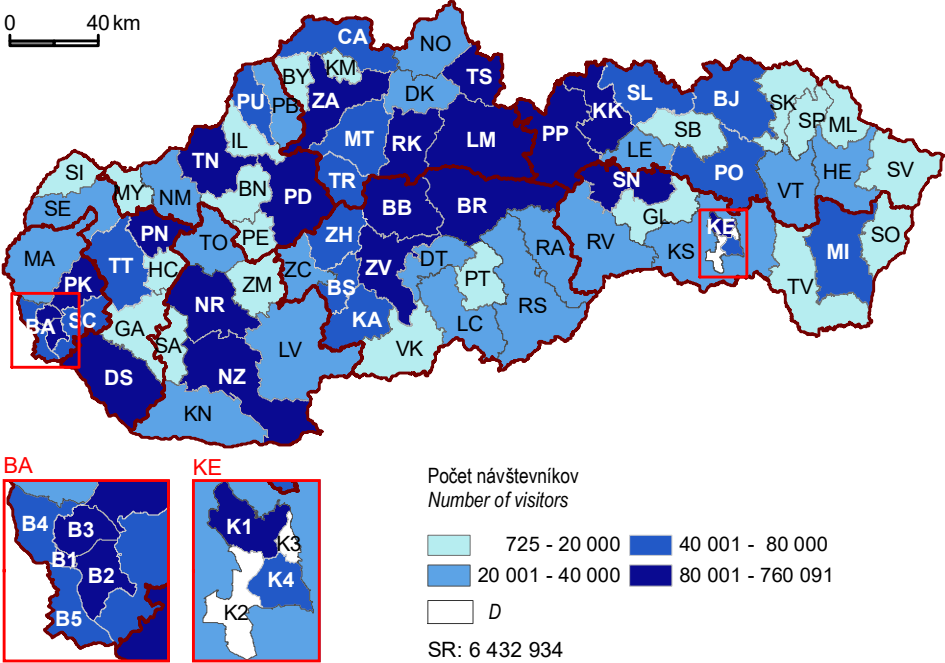 0 40 km
CA
NO
BY
KM
TS
PU
PB
ZA
DK
SL
BJ
SK
KK
SP
ML
IL
MT
RK
LM
PP
SB
LE
TN
SI
MY
NM
BN
PD
TR
SN
PO
VT
HE
SV
SE
BB
BR
GL
PN
TO
PE
ZH
KE
SO
MA
TT
HC
ZC
ZV
DT
RA
RV
KS
MI
PK
ZM
BS
PT
TV
BA
SC
GA
SA
NR
KA
LC
RS
LV
VK
DS
NZ
KN
BA
B4
B3
B1
B2
B5
KE
K1
K3
K4
K2
Počet návštevníkov
Number of visitors
725 - 20 000
40 001 - 80 000
20 001 - 40 000
80 001 - 760 091
D
SR: 6 432 934